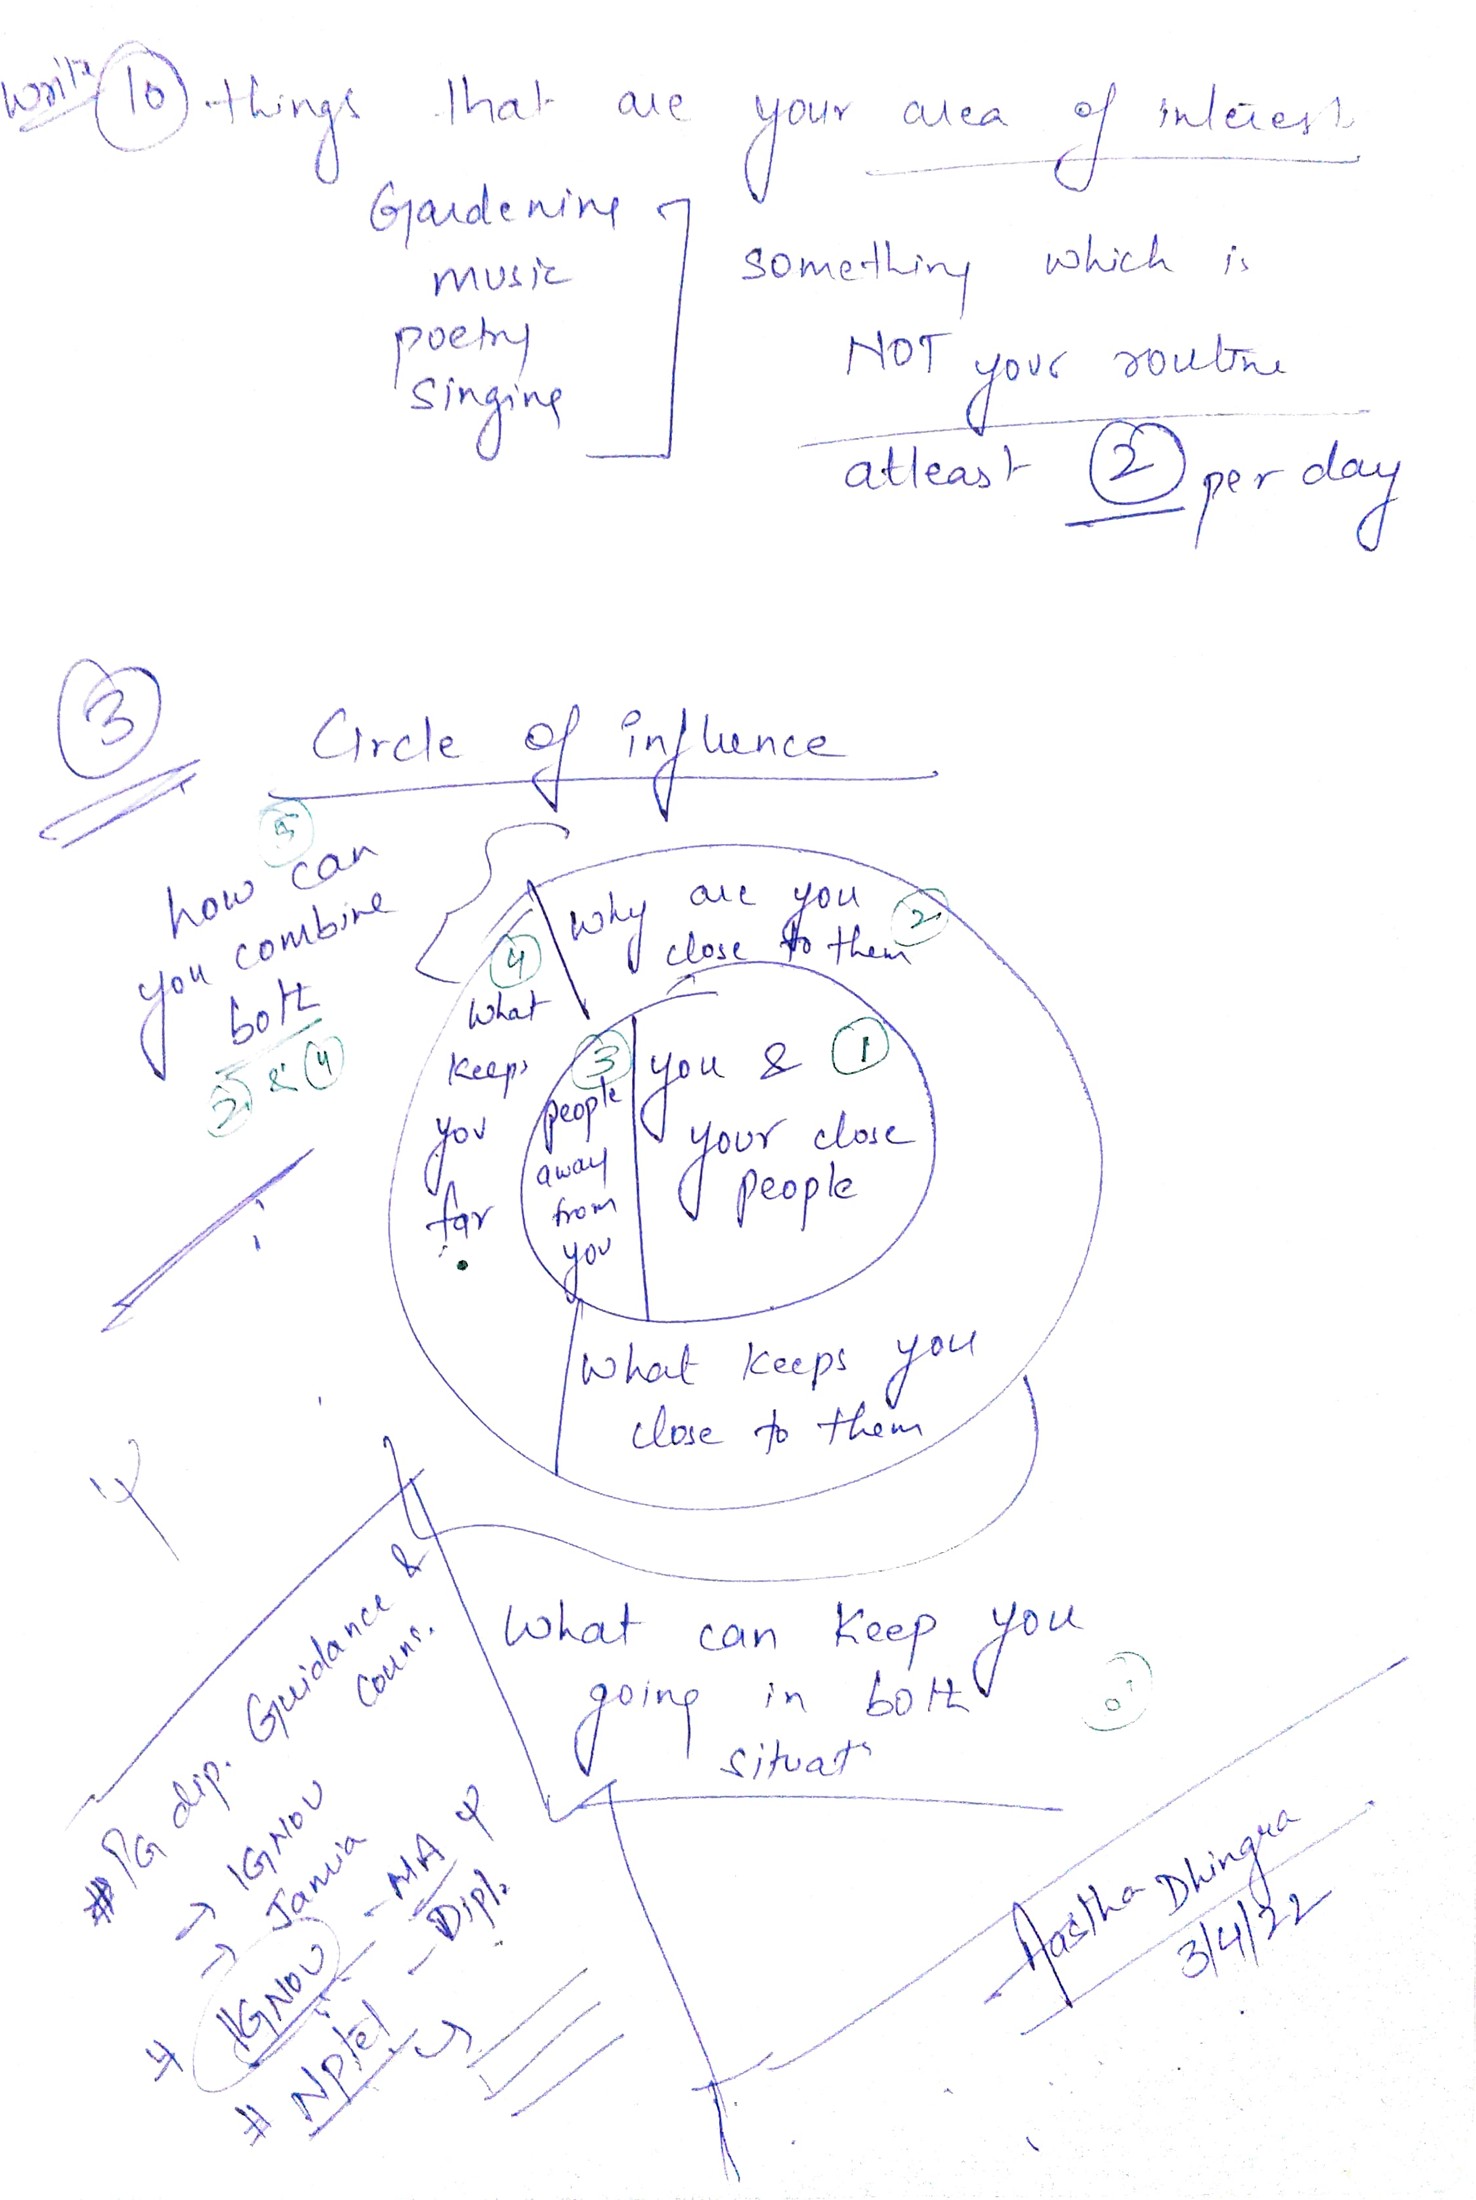 Write 10 things that are your area of interest
Gardening
music
poetry
singing
something which is
NOT your routine
atleast 2 per day
3 Circle of influence
5
how can
you combine
both
2 & 4
Why are you 2
close to them
4
What
keeps
you
far
3
people
away
from
you
you & 1
your close
people
What keeps you
close to them
What can keep you
going in both
situatn
# PG dip. Guidance &
Couns.
→ IGNOU
→ Jamia
IGNOU
- MA ψ
- Dipl.
# Nptel
Aastha Dhingra
3/4/22